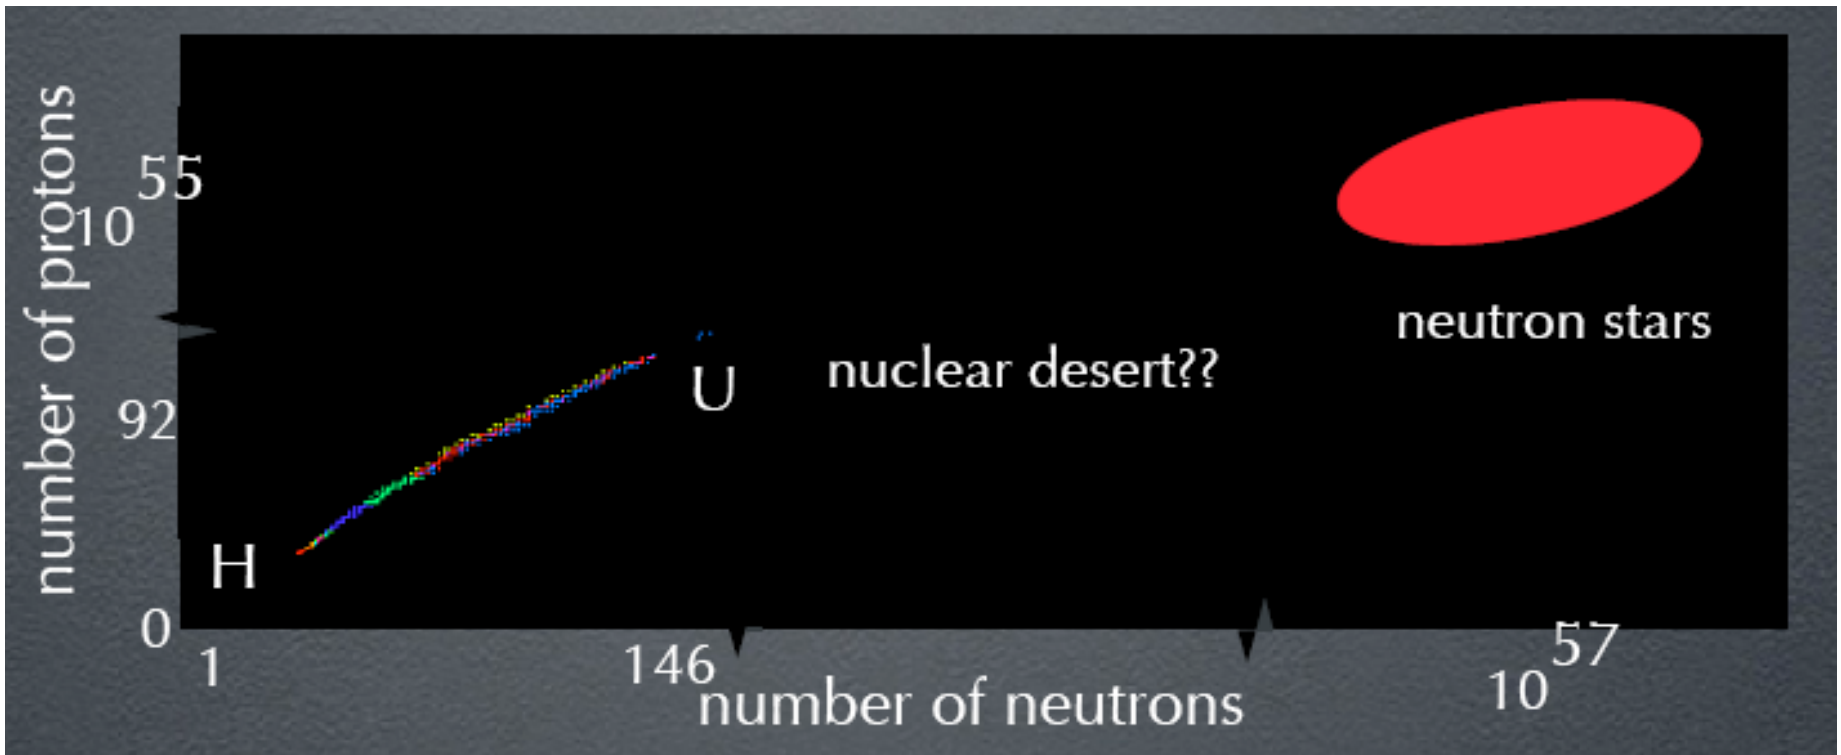 number of protons
55
10
92
0
H
U
nuclear desert??
neutron stars
1
146
number of neutrons
57
10